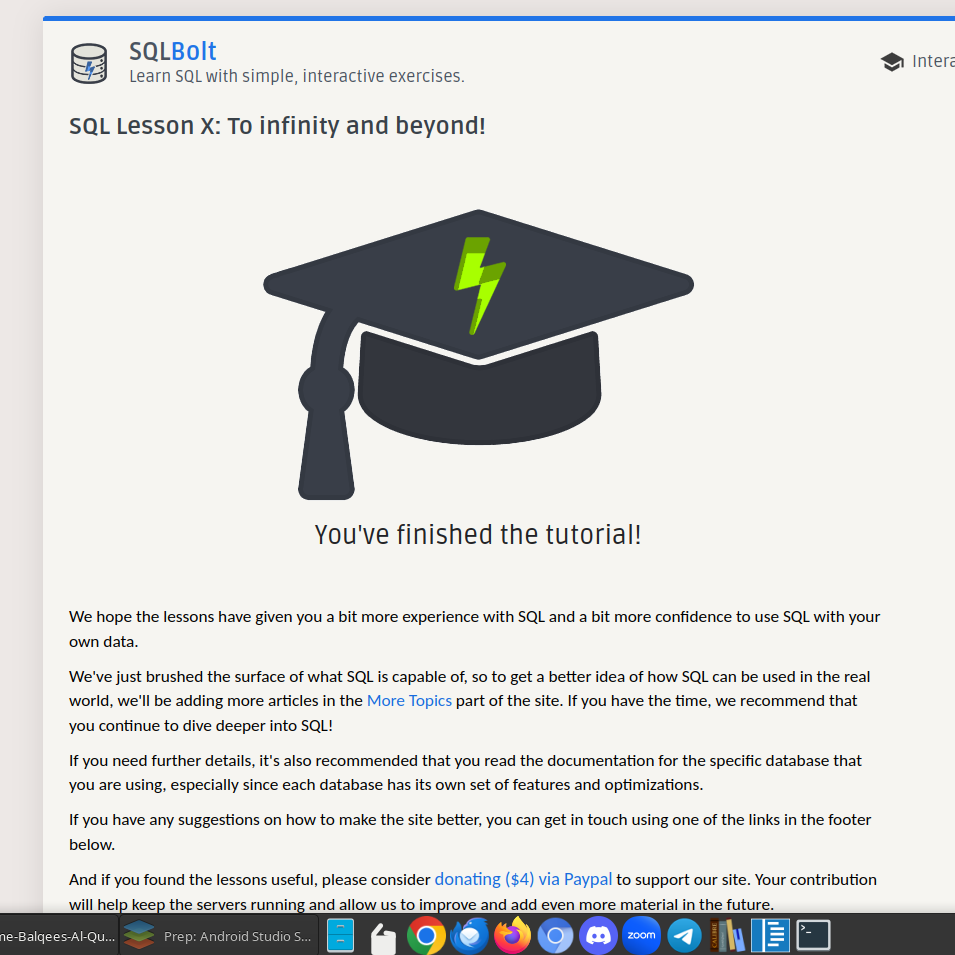 SQLBolt
Learn SQL with simple, interactive exercises.
SQL Lesson X: To infinity and beyond!
You've finished the tutorial!
We hope the lessons have given you a bit more experience with SQL and a bit more confidence to use SQL with your
own data.
We've just brushed the surface of what SQL is capable of, so to get a better idea of how SQL can be used in the real
world, we'll be adding more articles in the More Topics part of the site. If you have the time, we recommend that
you continue to dive deeper into SQL!
If you need further details, it's also recommended that you read the documentation for the specific database that
you are using, especially since each database has its own set of features and optimizations.
If you have any suggestions on how to make the site better, you can get in touch using one of the links in the footer
below.
And if you found the lessons useful, please consider donating ($4) via Paypal to support our site. Your contribution
will help keep the servers running and allow us to improve and add even more material in the future.
me-Balqees-Al-Qu...
Prep: Android Studio S...
zoom